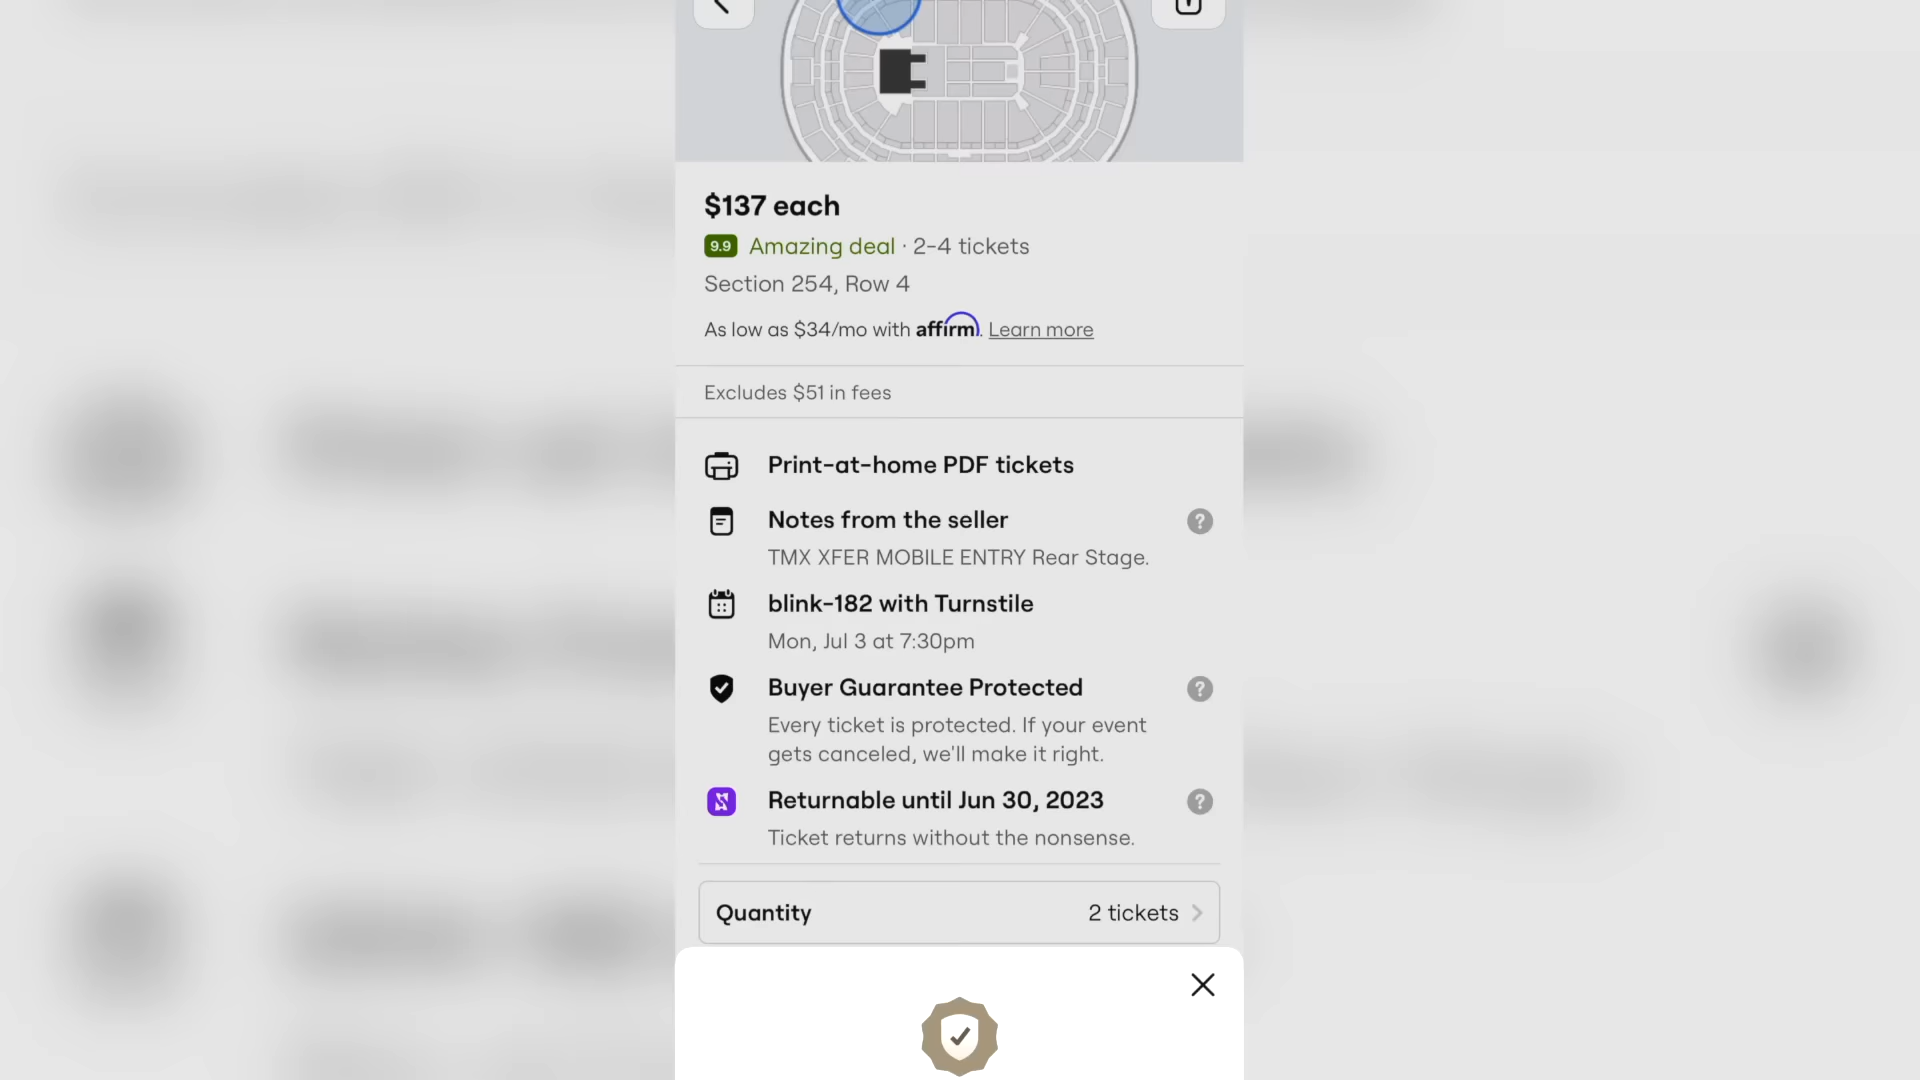 $137 each
9.9 Amazing deal · 2-4 tickets
Section 254, Row 4
As low as $34/mo with affirm. Learn more
Excludes $51 in fees
Print-at-home PDF tickets
Notes from the seller
TMX XFER MOBILE ENTRY Rear Stage.
blink-182 with Turnstile
Mon, Jul 3 at 7:30pm
Buyer Guarantee Protected
Every ticket is protected. If your event
gets canceled, we'll make it right.
Returnable until Jun 30, 2023
Ticket returns without the nonsense.
Quantity 2 tickets